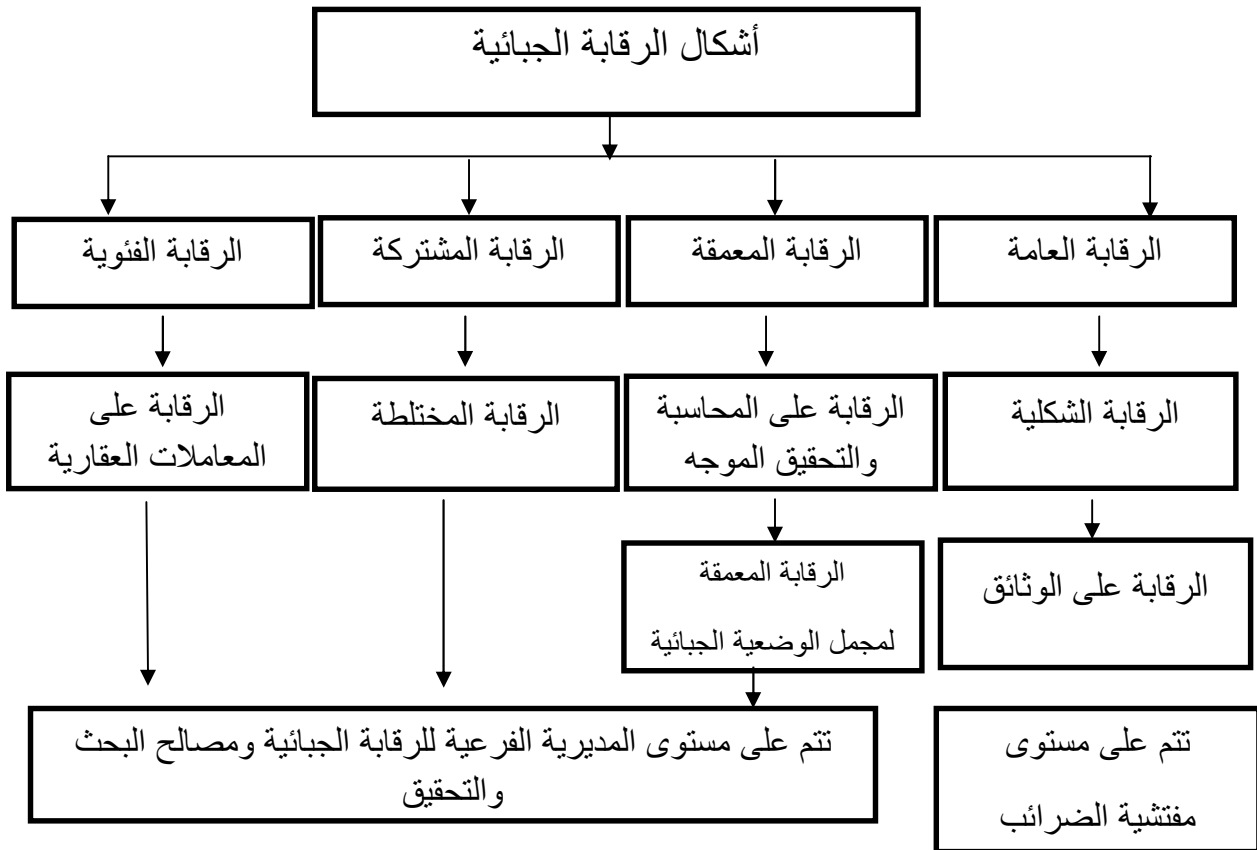 أشكال الرقابة الجبائية
الرقابة العامة
الرقابة المعمقة
الرقابة المشتركة
الرقابة الفئوية
الرقابة الشكلية
الرقابة على المحاسبة
والتحقيق الموجه
الرقابة المختلطة
الرقابة على
المعاملات العقارية
الرقابة على الوثائق
الرقابة المعمقة
لمجمل الوضعية الجبائية
تتم على مستوى
مفتشية الضرائب
تتم على مستوى المديرية الفرعية للرقابة الجبائية ومصالح البحث
والتحقيق